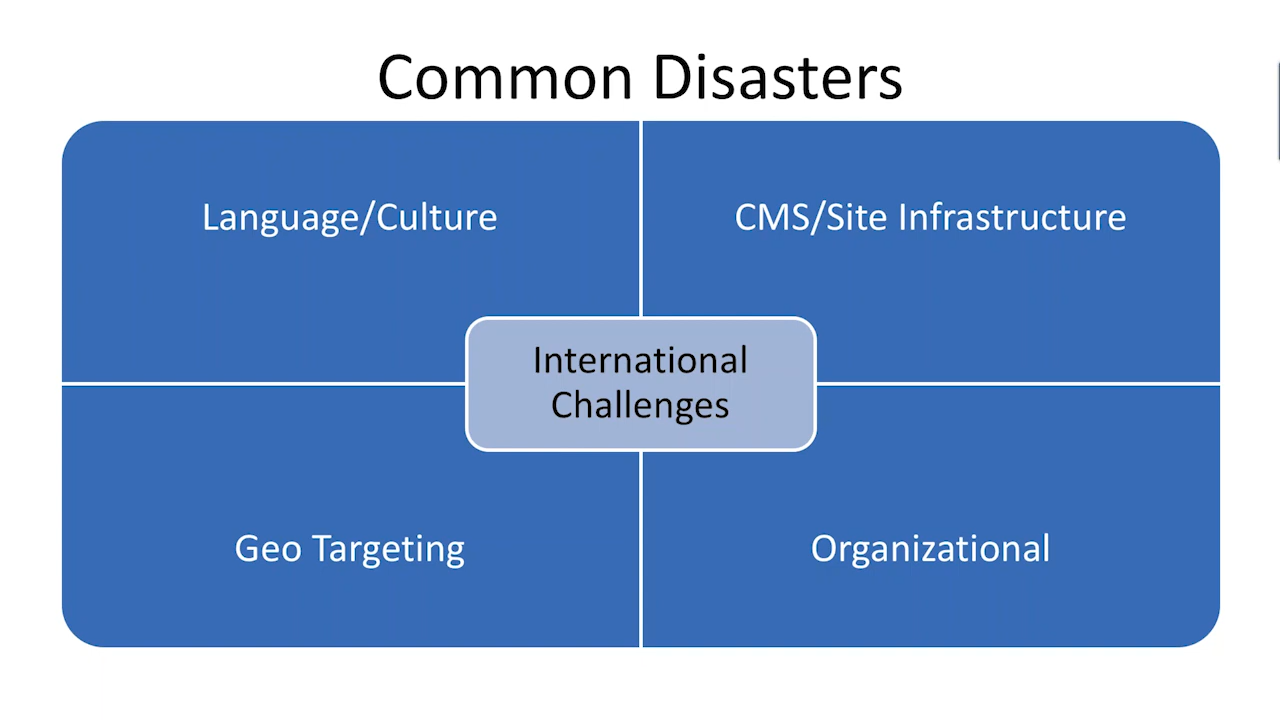 Common Disasters
Language/Culture
CMS/Site Infrastructure
International
Challenges
Geo Targeting
Organizational